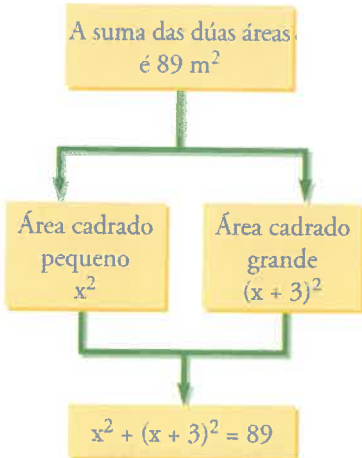 A suma das dúas áreas
é 89 m²
Área cadrado
pequeno
x²
Área cadrado
grande
(x + 3)²
x² + (x + 3)² = 89